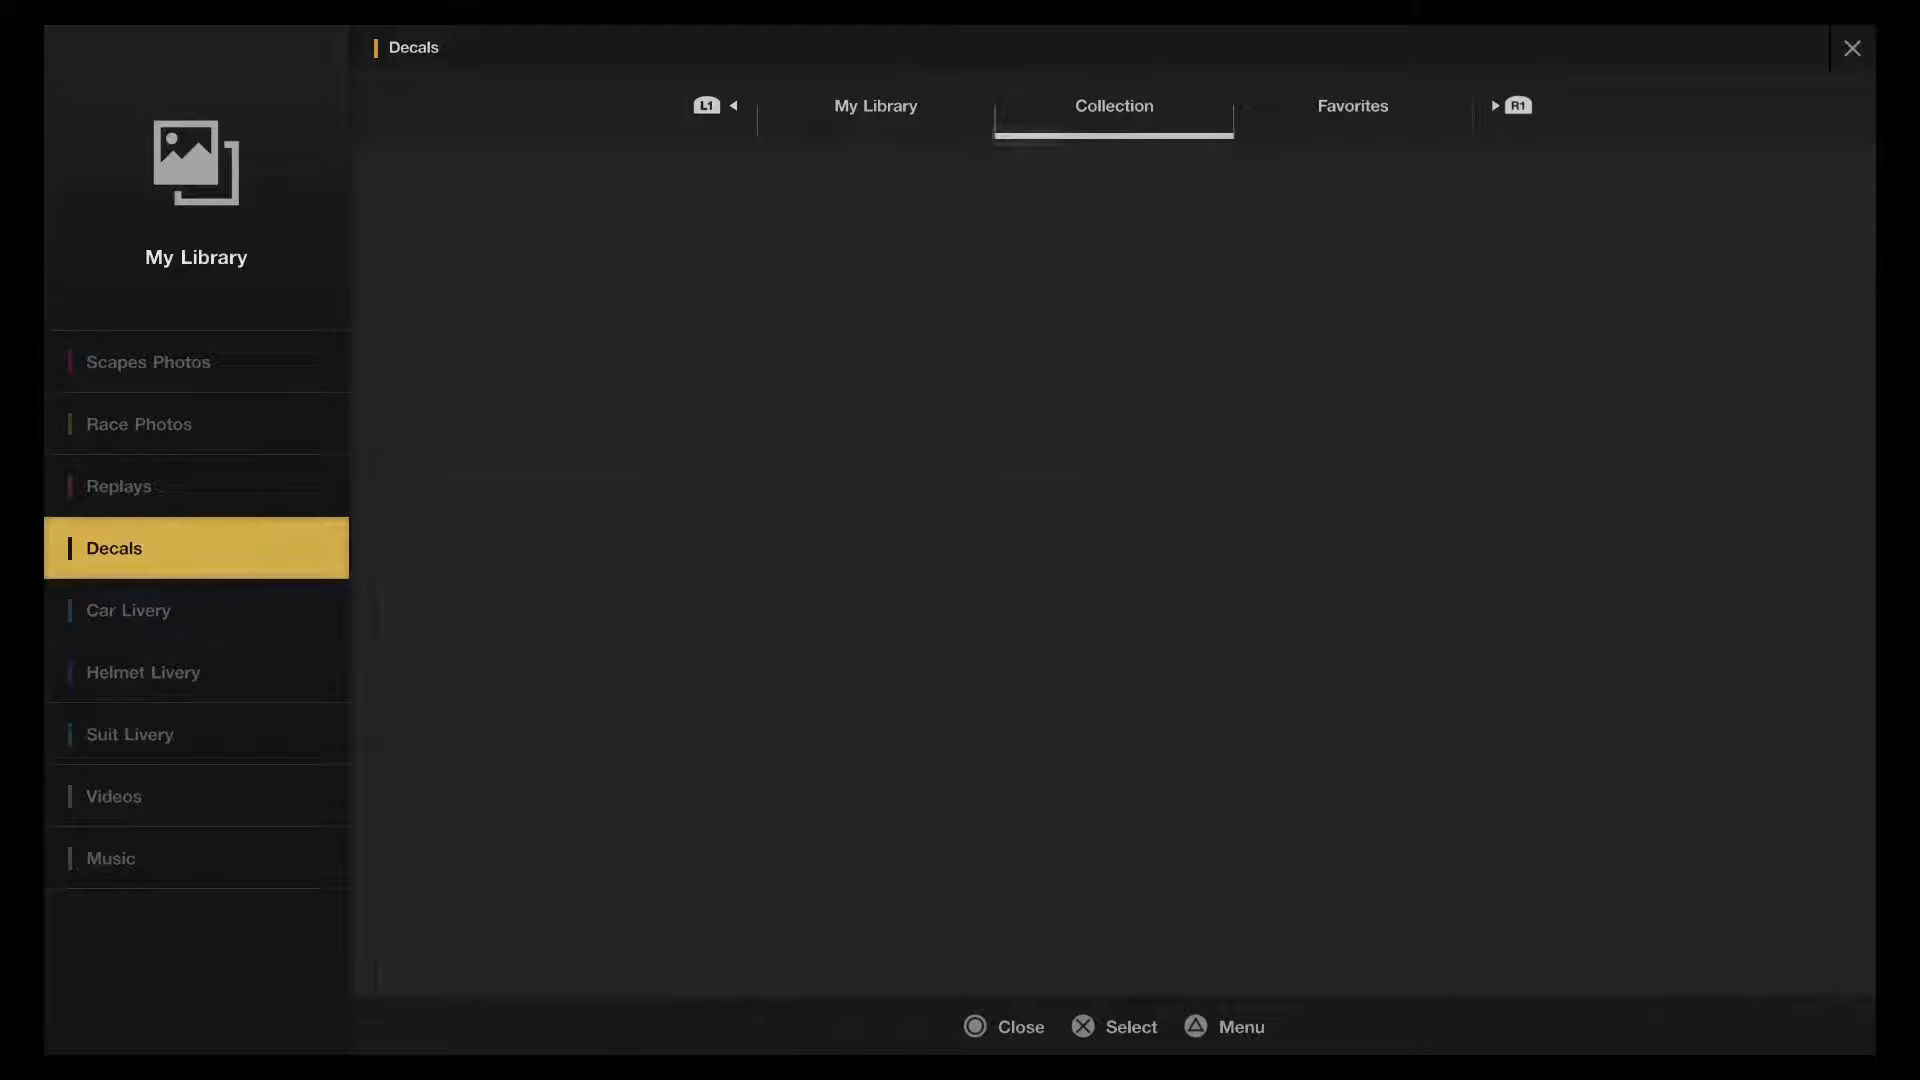 Decals
L1
My Library
Collection
Favorites
R1
My Library
Scapes Photos
Race Photos
Replays
Decals
Car Livery
Helmet Livery
Suit Livery
Videos
Music
Close
Select
Menu